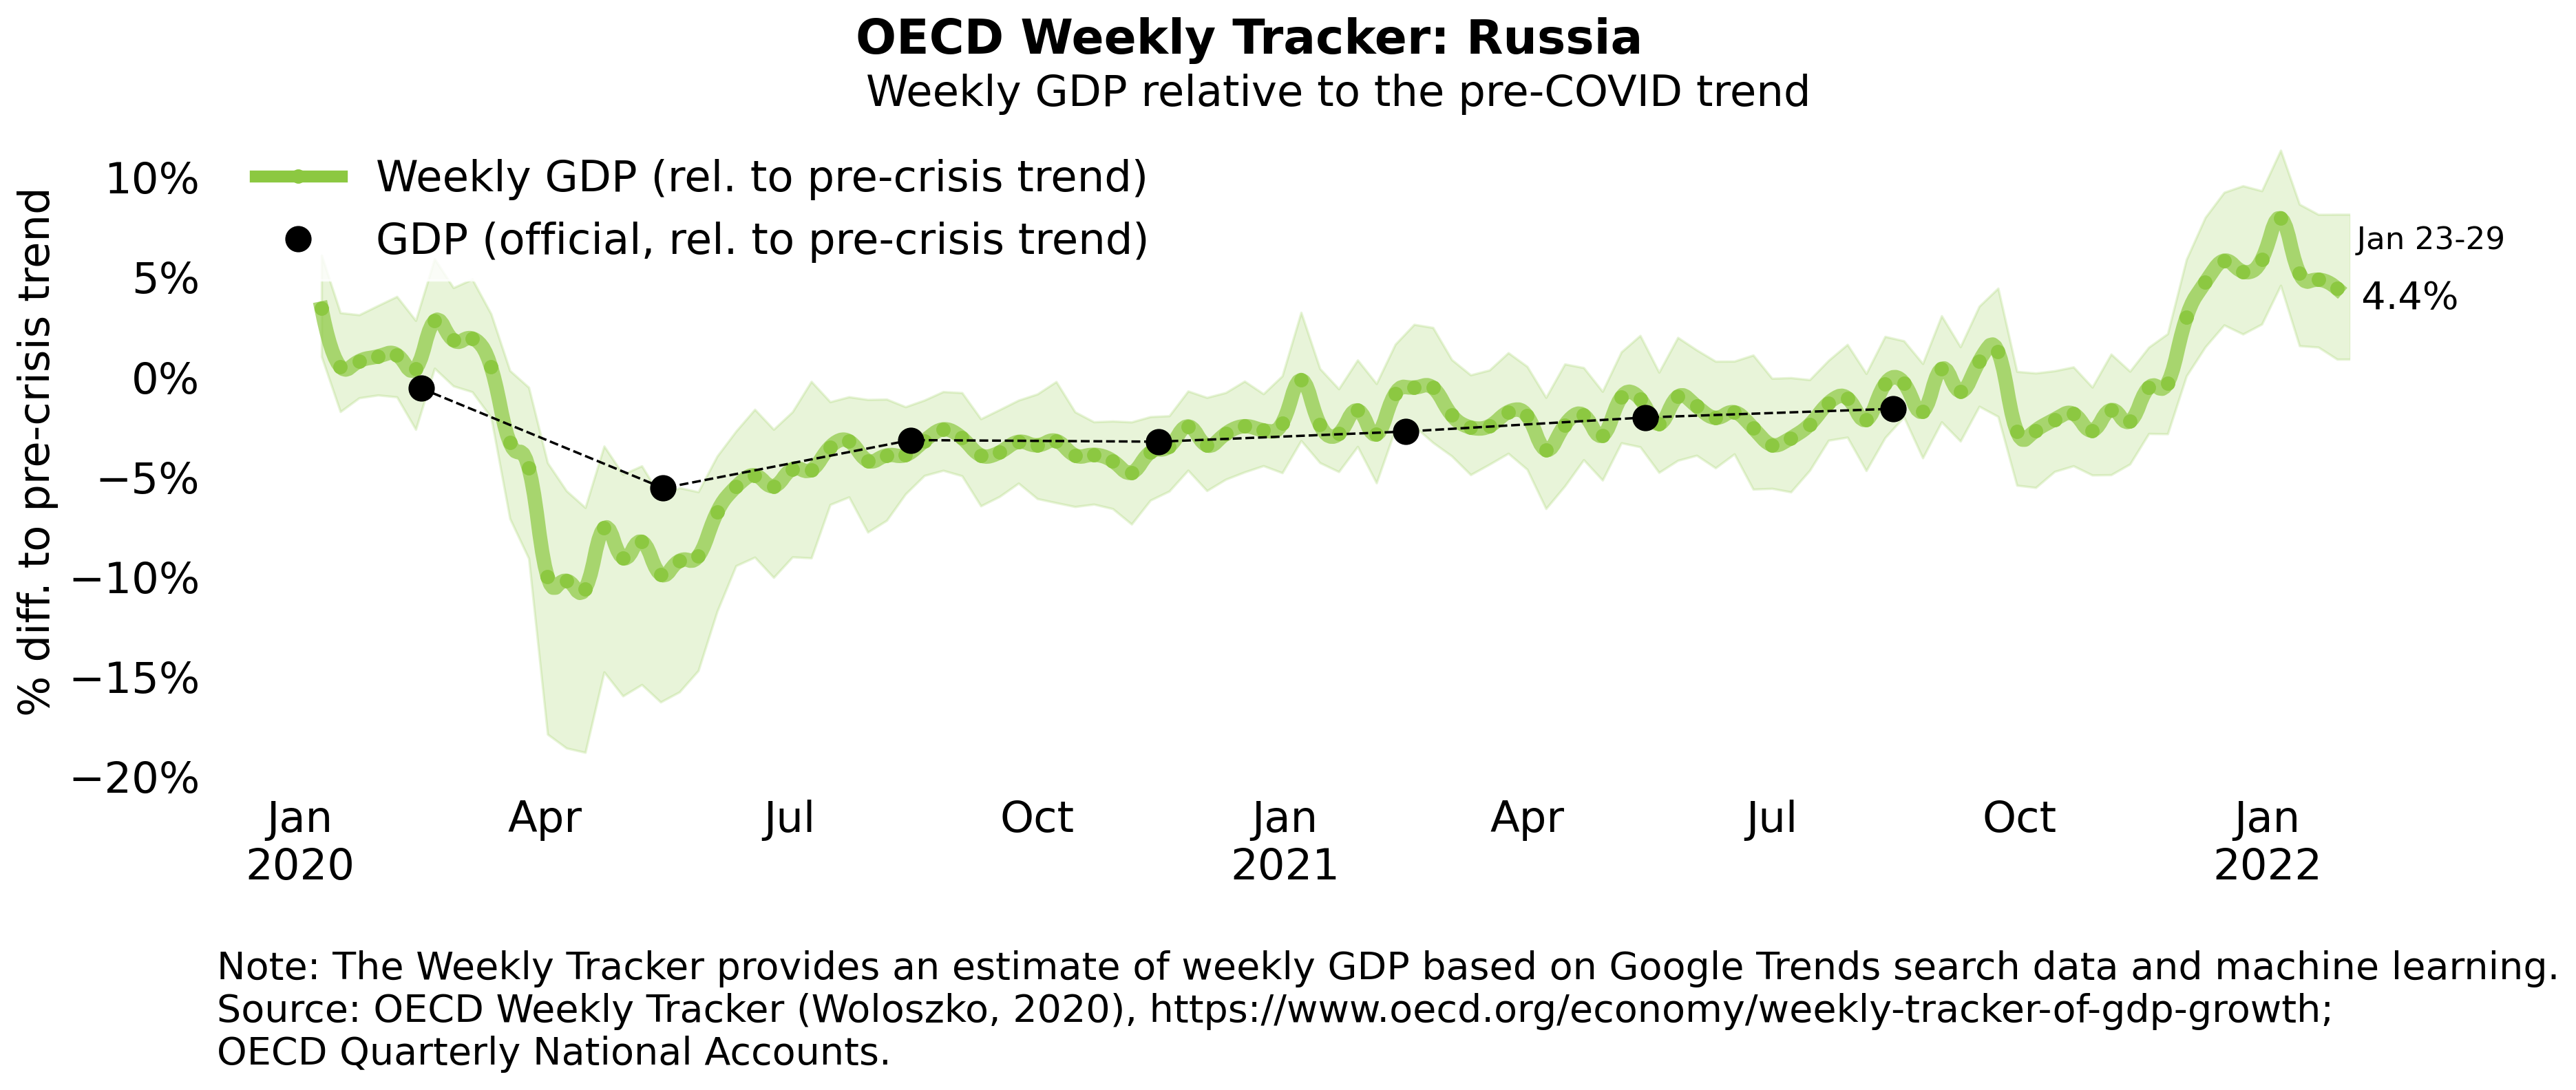 OECD Weekly Tracker: Russia
Weekly GDP relative to the pre-COVID trend
Weekly GDP (rel. to pre-crisis trend)
GDP (official, rel. to pre-crisis trend)
% diff. to pre-crisis trend
10%
5%
0%
−5%
−10%
−15%
−20%
Jan 23-29
4.4%
Jan Apr Jul Oct Jan Apr Jul Oct Jan
2020 2021 2022
Note: The Weekly Tracker provides an estimate of weekly GDP based on Google Trends search data and machine learning.
Source: OECD Weekly Tracker (Woloszko, 2020), https://www.oecd.org/economy/weekly-tracker-of-gdp-growth;
OECD Quarterly National Accounts.